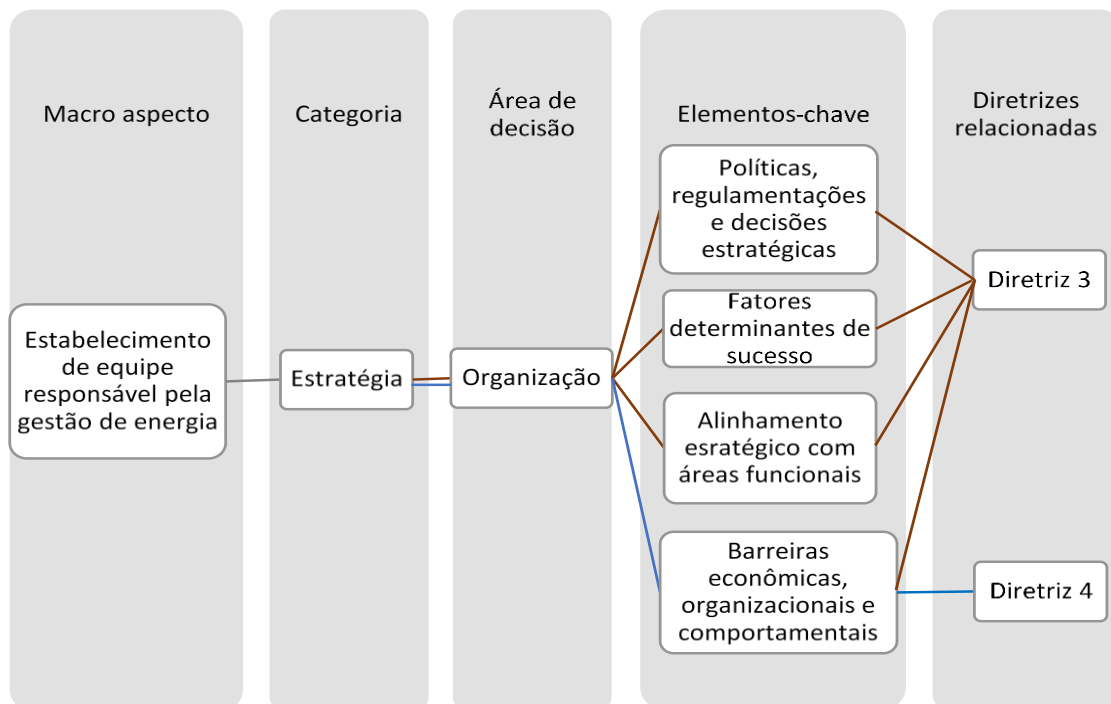 Macro aspecto
Categoria
Área de
decisão
Elementos-chave
Diretrizes
relacionadas
Estabelecimento
de equipe
responsável pela
gestão de energia
Estratégia
Organização
Políticas,
regulamentações
e decisões
estratégicas
Fatores
determinantes de
sucesso
Alinhamento
esratégico com
áreas funcionais
Barreiras
econômicas,
organizacionais e
comportamentais
Diretriz 3
Diretriz 4